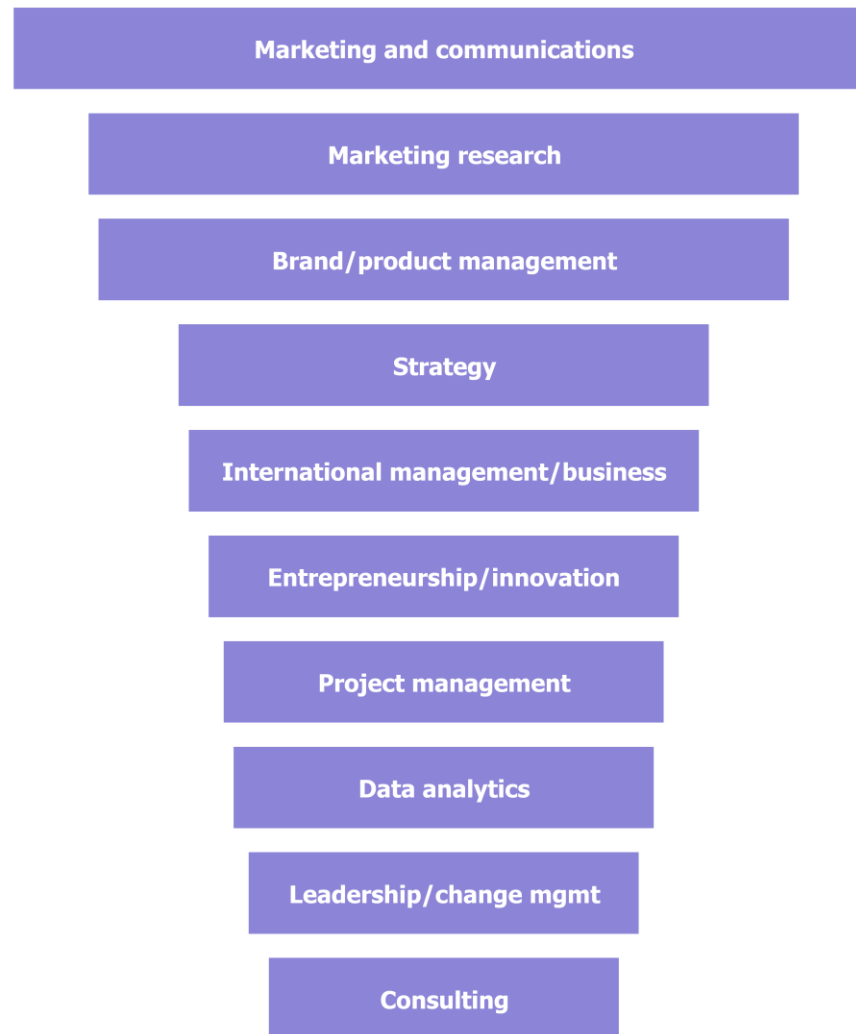 Marketing and communications
Marketing research
Brand/product management
Strategy
International management/business
Entrepreneurship/innovation
Project management
Data analytics
Leadership/change mgmt
Consulting